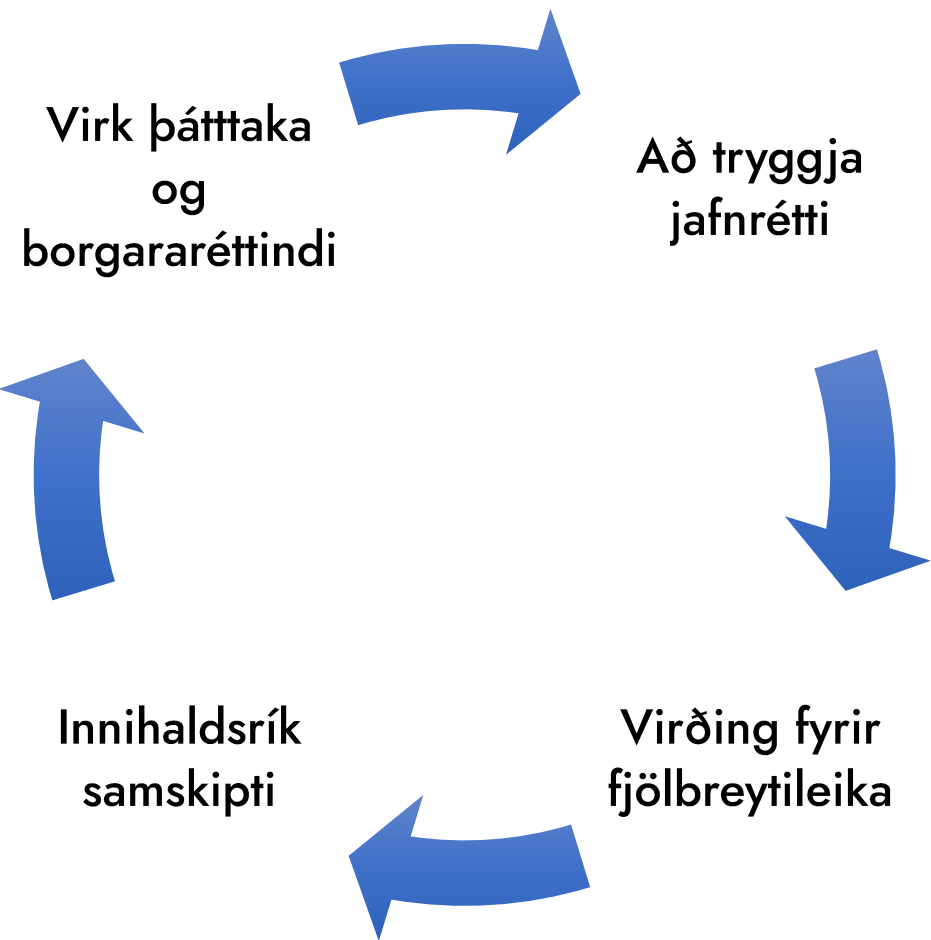 Virk þátttaka
og
borgararéttindi
Að tryggja
jafnrétti
Virðing fyrir
fjölbreytileika
Innihaldsrík
samskipti